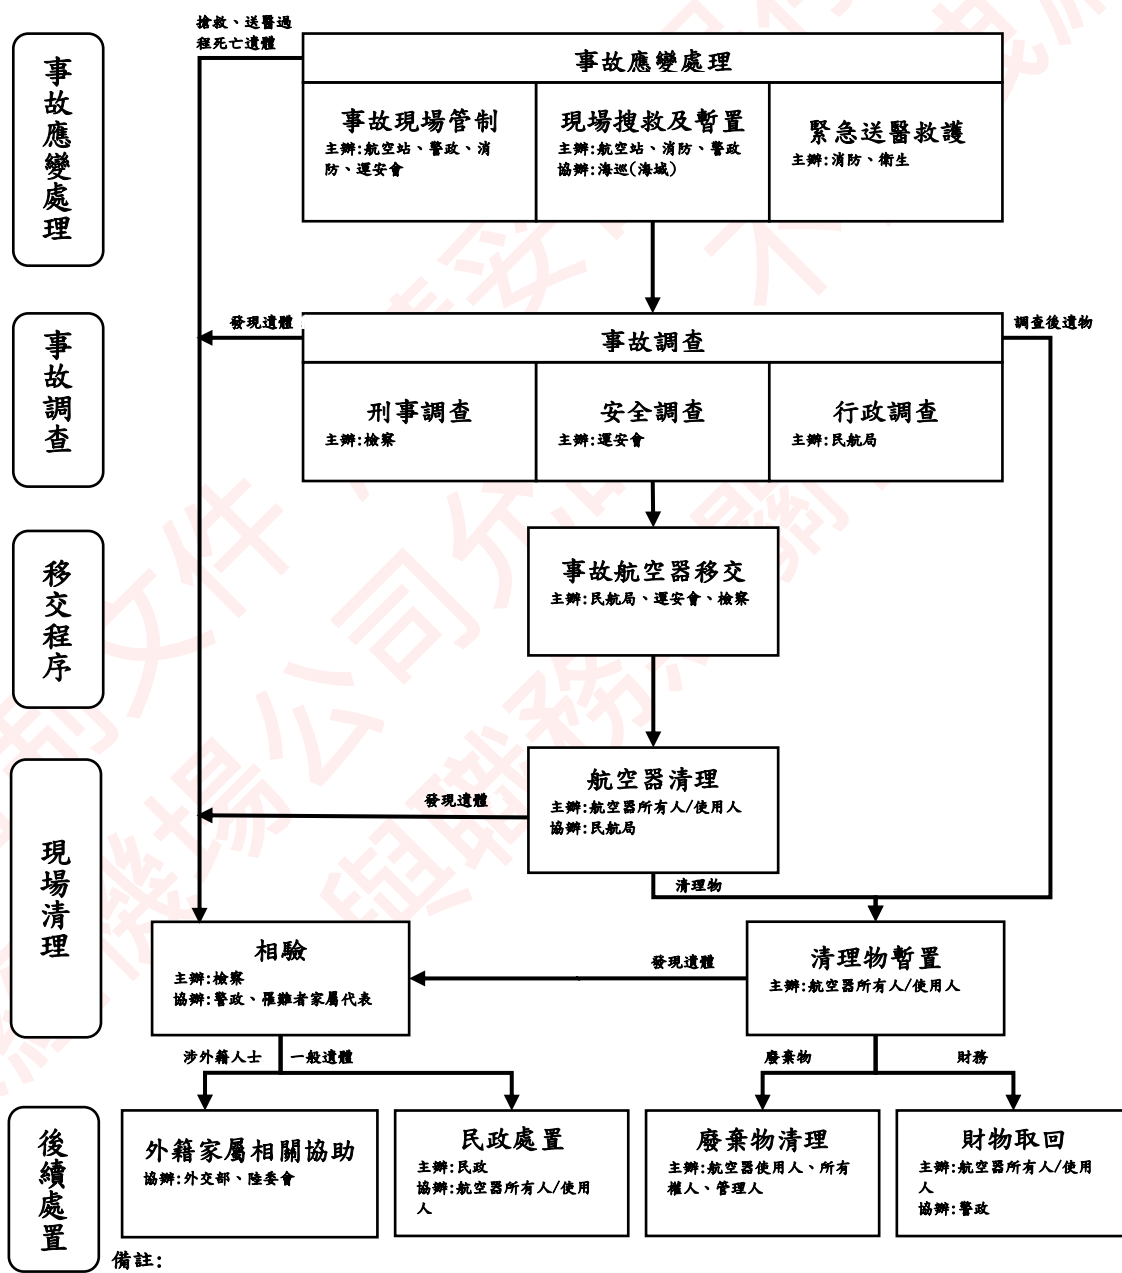 搶救、送醫過
程死亡遺體
事故應變處理
事故應變處理
事故現場管制
主辦:航空站、警政、消
防、運安會
現場搜救及暫置
主辦:航空站、消防、警政
協辦:海巡(海域)
緊急送醫救護
主辦:消防、衛生
事故調查
發現遺體
調查後遺物
事故調查
刑事調查
主辦:檢察
安全調查
主辦:運安會
行政調查
主辦:民航局
移交程序
事故航空器移交
主辦:民航局、運安會、檢察
現場清理
航空器清理
主辦:航空器所有人/使用人
協辦:民航局
發現遺體
清理物
相驗
主辦:檢察
協辦:警政、罹難者家屬代表
發現遺體
清理物暫置
主辦:航空器所有人/使用人
涉外籍人士
一般遺體
廢棄物
財務
後續處置
外籍家屬相關協助
協辦:外交部、陸委會
民政處置
主辦:民政
協辦:航空器所有人/使用
人
廢棄物清理
主辦:航空器使用人、所有
權人、管理人
財物取回
主辦:航空器所有人/使用
人
協辦:警政
備註: